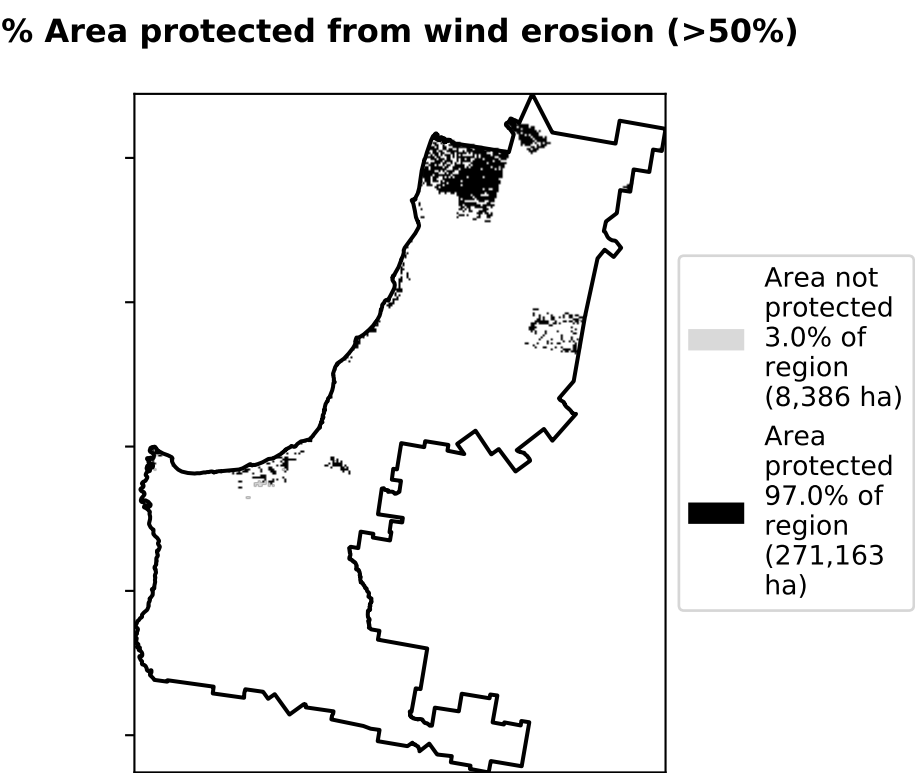 % Area protected from wind erosion (>50%)
Area not
protected
3.0% of
region
(8,386 ha)
Area
protected
97.0% of
region
(271,163
ha)